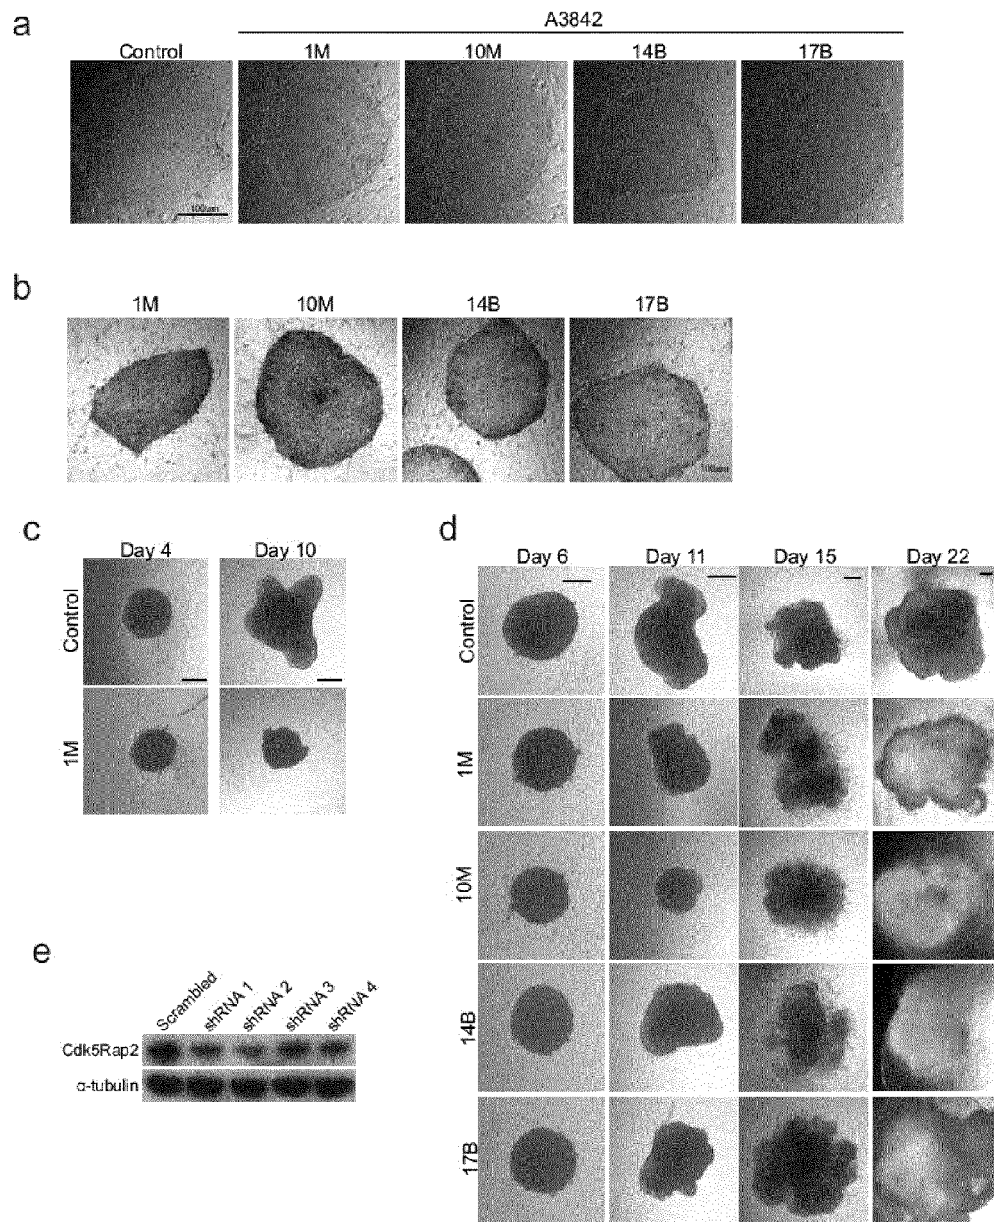 a
A3842
Control 1M 10M 14B 17B
100um
b
1M 10M 14B 17B
100um
c
Day 4 Day 10
Control
1M
d
Day 6 Day 11 Day 15 Day 22
Control
1M
10M
14B
17B
e
Scrambled shRNA 1 shRNA 2 shRNA 3 shRNA 4
Cdk5Rap2
α-tubulin